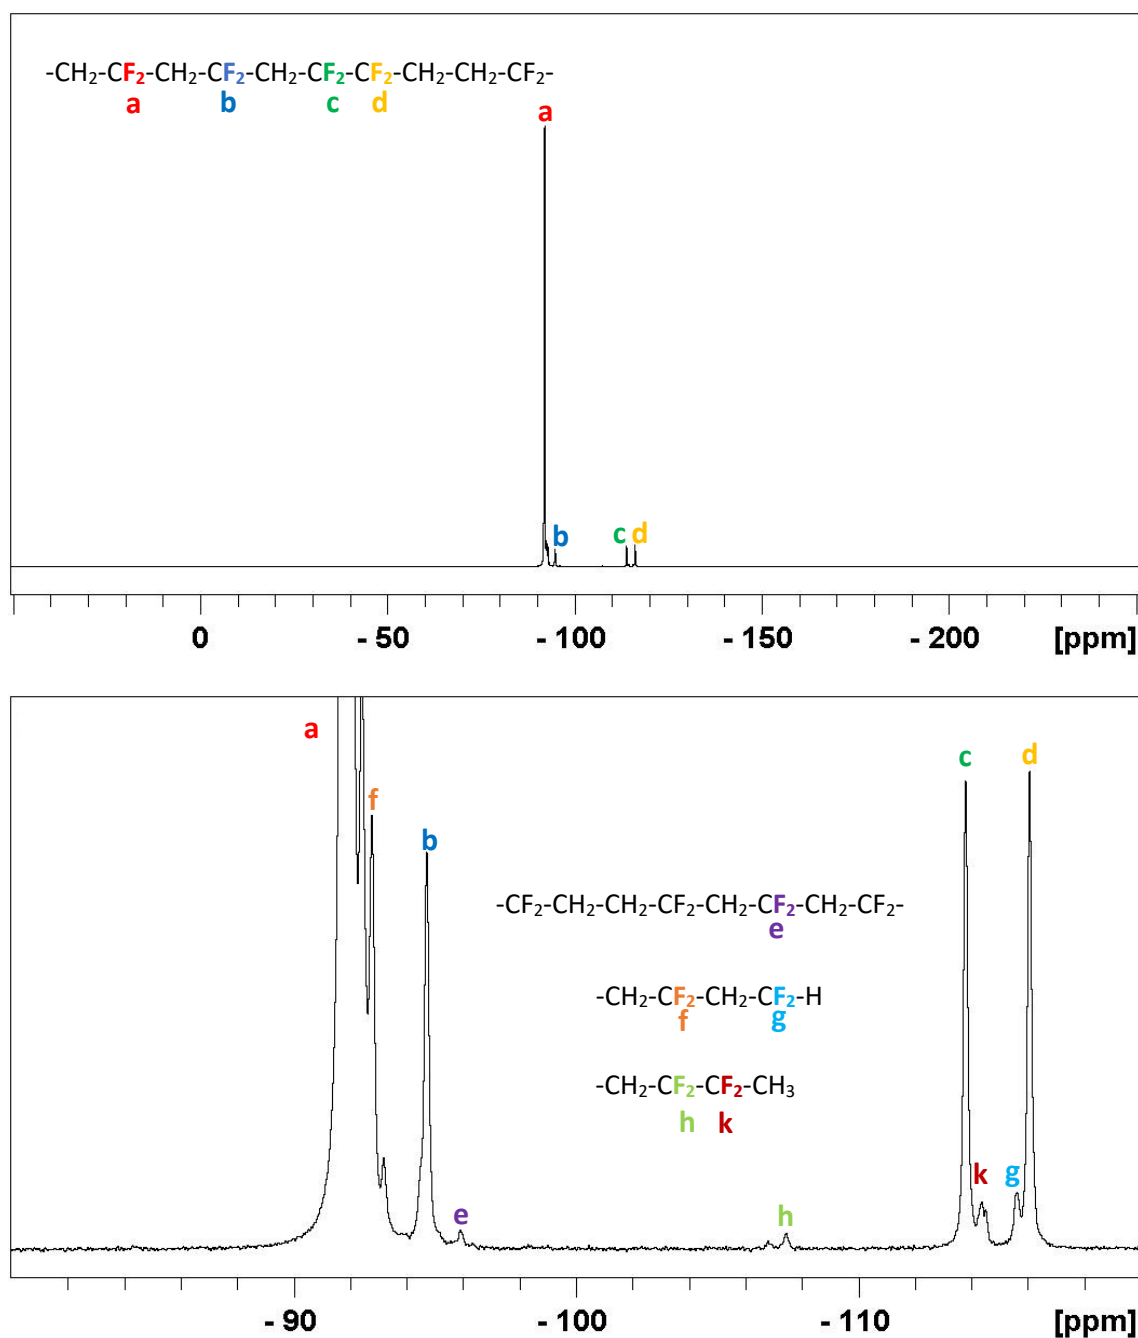 -CH₂-CF₂-CH₂-CF₂-CH₂-CF₂-CF₂-CH₂-CH₂-CF₂-
a b c d
a
b c d
0 - 50 - 100 - 150 - 200 [ppm]
a
c d
f
b
-CF₂-CH₂-CH₂-CF₂-CH₂-CF₂-CH₂-CF₂-
e
-CH₂-CF₂-CH₂-CF₂-H
f g
-CH₂-CF₂-CF₂-CH₃
h k
k g
e h
- 90 - 100 - 110 [ppm]